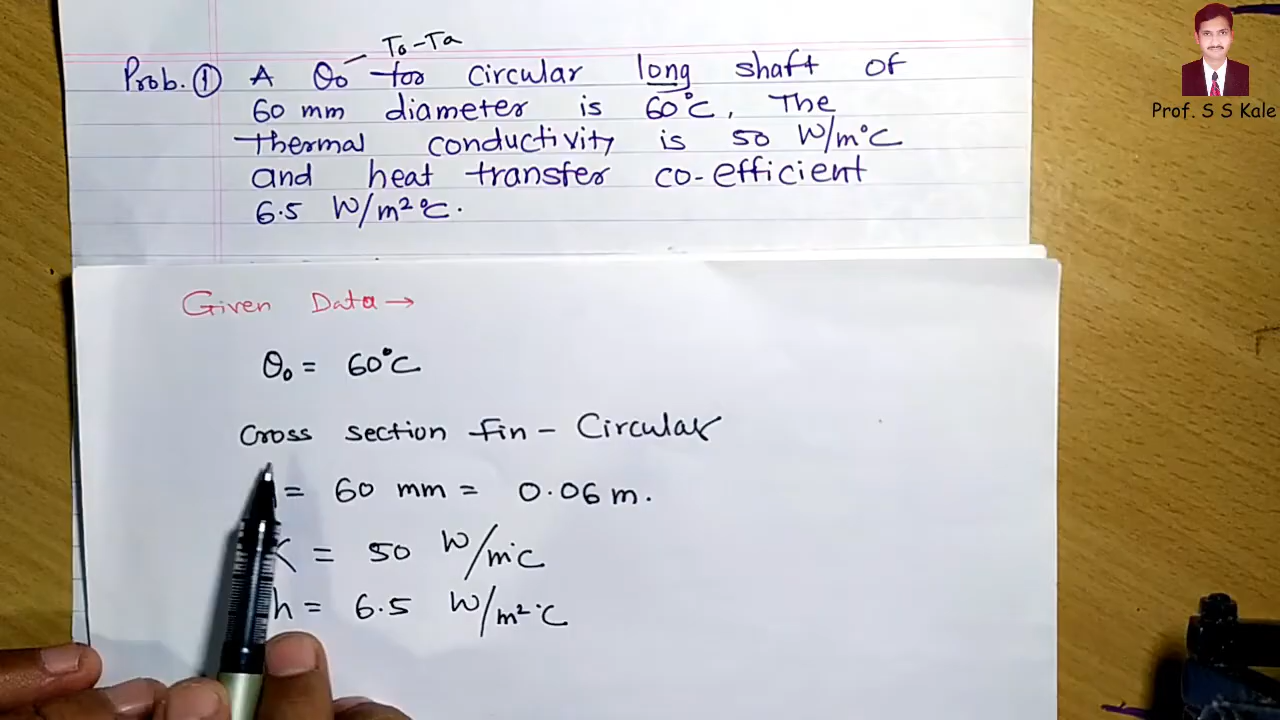 To-Ta
Prob. ① A θ₀ for circular long shaft of
60 mm diameter is 60°C. The
thermal conductivity is 50 W/m°C
and heat transfer co-efficient
6.5 W/m²°C.
Prof. S S Kale
Given Data→
θ₀ = 60°C
Cross section Fin - Circular
= 60 mm = 0.06 m.
K = 50 W/m°C
h = 6.5 W/m²°C